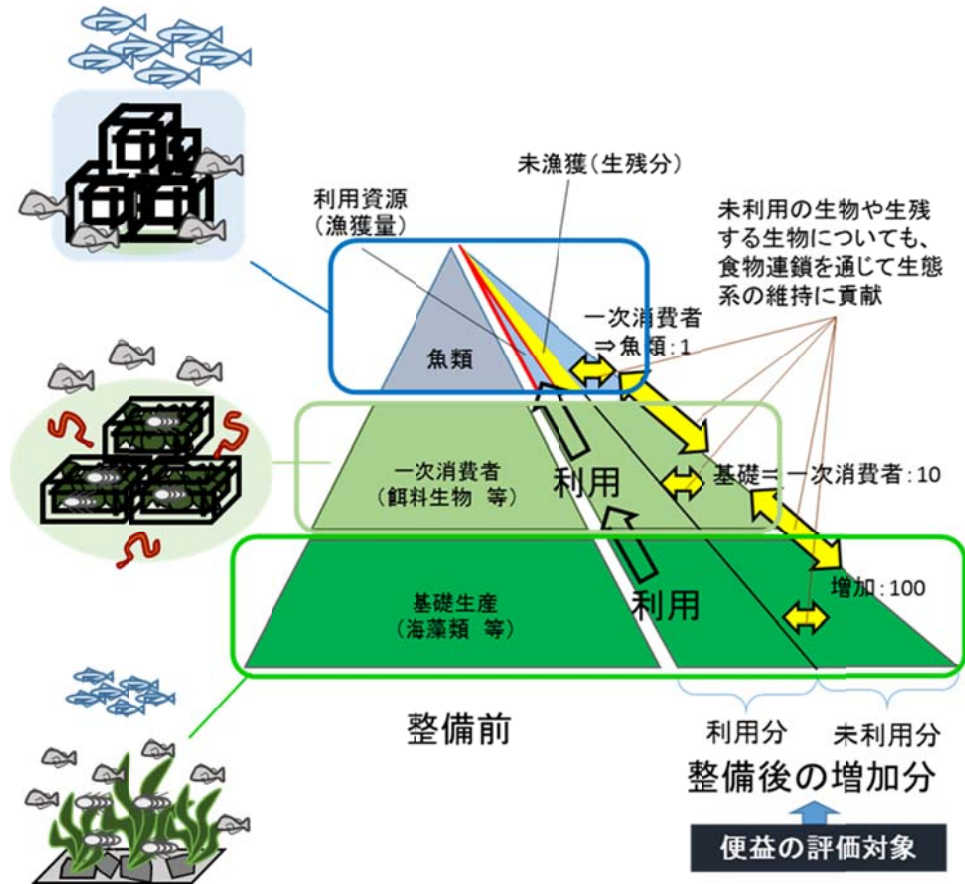 未漁獲（生残分）
利用資源
（漁獲量）
未利用の生物や生残
する生物についても、
食物連鎖を通じて生態
系の維持に貢献
一次消費者
⇒魚類：1
魚類
一次消費者
（餌料生物 等）
利用
基礎⇒一次消費者：10
基礎生産
（海藻類 等）
利用
増加：100
整備前
利用分
未利用分
整備後の増加分
便益の評価対象